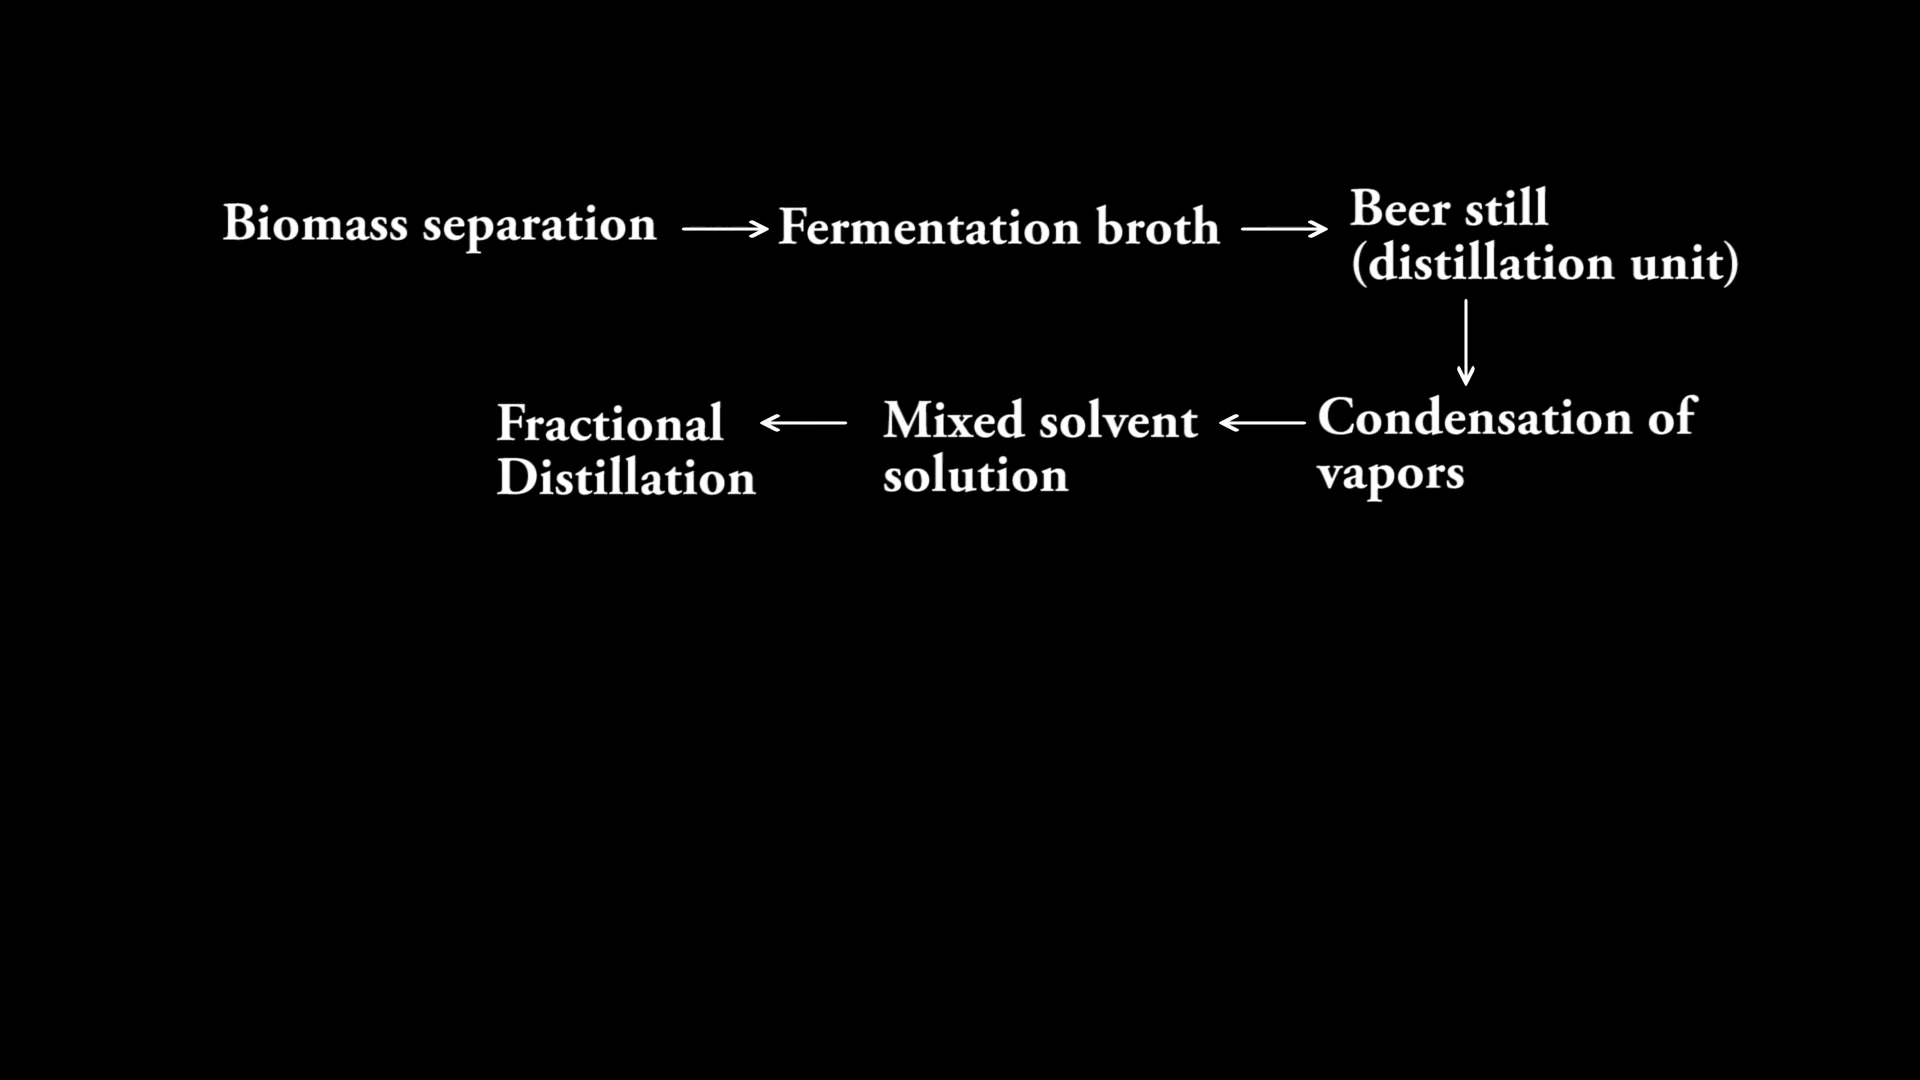 Biomass separation
Fermentation broth
Beer still
(distillation unit)
Condensation of
vapors
Mixed solvent
solution
Fractional
Distillation